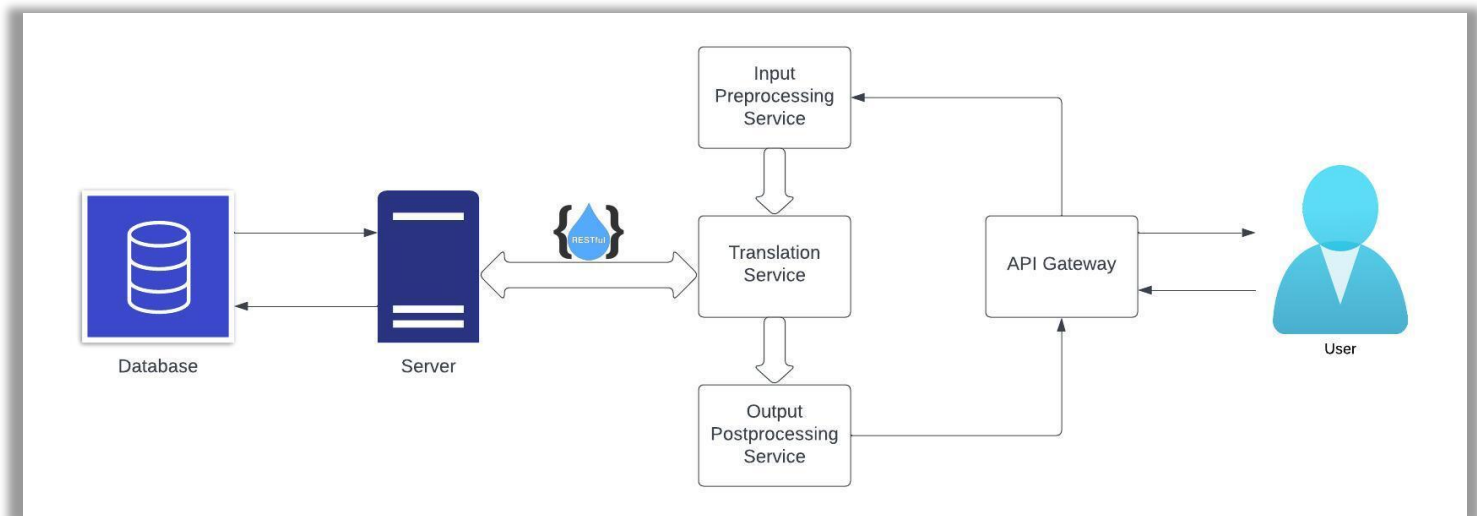 Input
Preprocessing
Service
{RESTful}
Translation
Service
API Gateway
Database
Server
User
Output
Postprocessing
Service